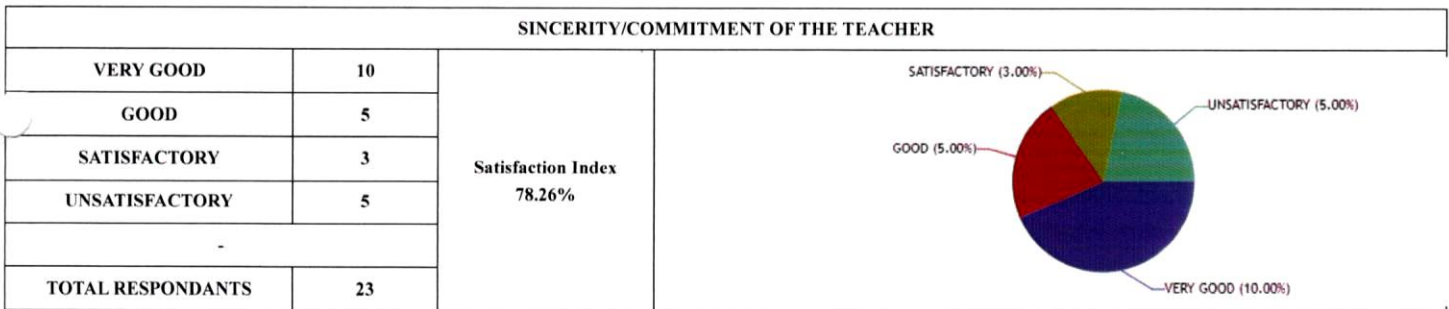 SINCERITY/COMMITMENT OF THE TEACHER
VERY GOOD 10
GOOD 5
SATISFACTORY 3
UNSATISFACTORY 5
-
TOTAL RESPONDANTS 23
Satisfaction Index
78.26%
SATISFACTORY (3.00%)
UNSATISFACTORY (5.00%)
GOOD (5.00%)
VERY GOOD (10.00%)